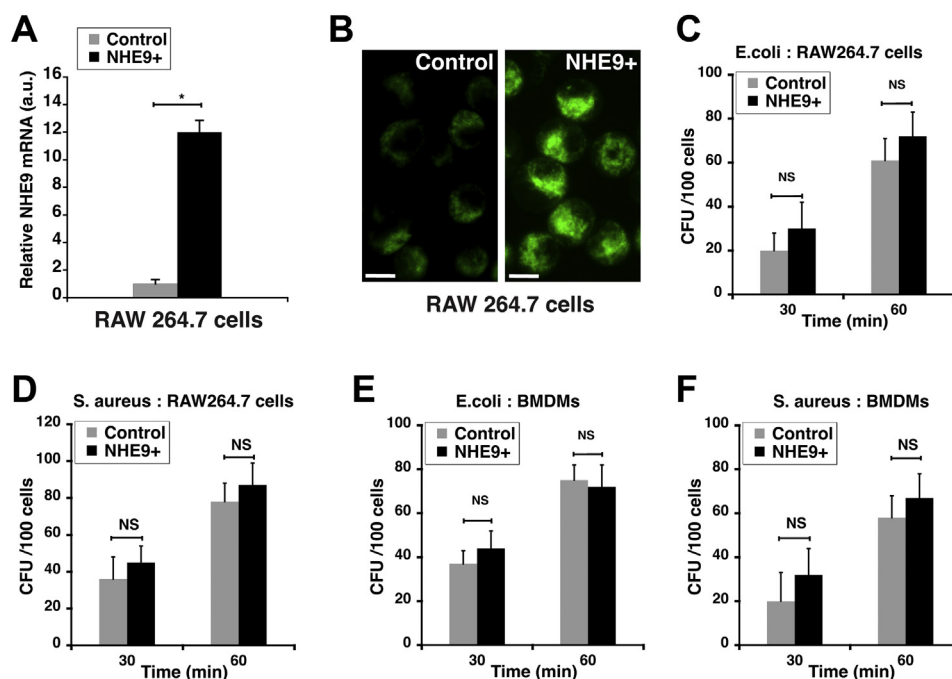 A
Control
NHE9+
Relative NHE9 mRNA (a.u.)
16
14
12
10
8
6
4
2
0
*
RAW 264.7 cells
B
Control
NHE9+
RAW 264.7 cells
C
E.coli : RAW264.7 cells
Control
NHE9+
CFU /100 cells
100
80
60
40
20
0
NS
NS
30
60
Time (min)
D
S. aureus : RAW264.7 cells
Control
NHE9+
CFU /100 cells
120
100
80
60
40
20
0
NS
NS
30
60
Time (min)
E
E.coli : BMDMs
Control
NHE9+
CFU /100 cells
100
80
60
40
20
0
NS
NS
30
60
Time (min)
F
S. aureus : BMDMs
Control
NHE9+
CFU /100 cells
100
80
60
40
20
0
NS
NS
30
60
Time (min)